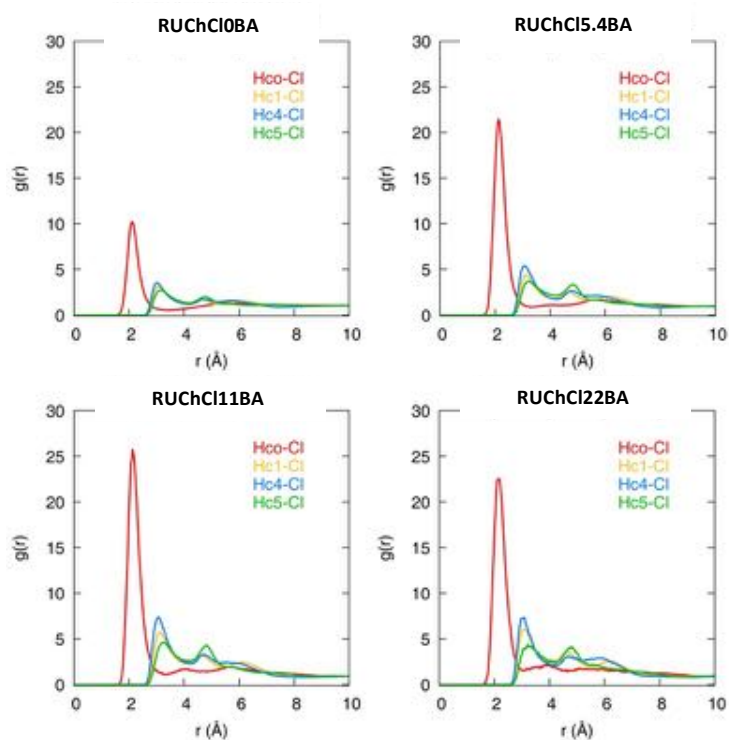 RUChCl0BA
30
25
20
15
10
5
0
g(r)
Hco-Cl
Hc1-Cl
Hc4-Cl
Hc5-Cl
0 2 4 6 8 10
r (Å)
RUChCl5.4BA
30
25
20
15
10
5
0
g(r)
Hco-Cl
Hc1-Cl
Hc4-Cl
Hc5-Cl
0 2 4 6 8 10
r (Å)
RUChCl11BA
30
25
20
15
10
5
0
g(r)
Hco-Cl
Hc1-Cl
Hc4-Cl
Hc5-Cl
0 2 4 6 8 10
r (Å)
RUChCl22BA
30
25
20
15
10
5
0
g(r)
Hco-Cl
Hc1-Cl
Hc4-Cl
Hc5-Cl
0 2 4 6 8 10
r (Å)